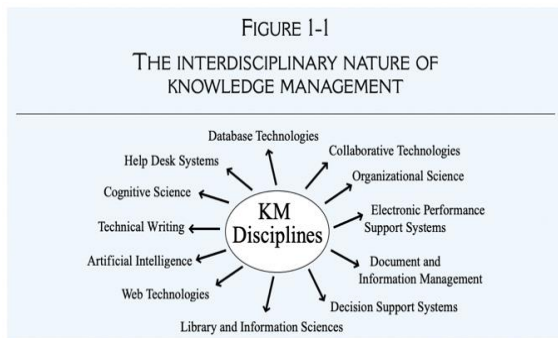 FIGURE 1-1
THE INTERDISCIPLINARY NATURE OF
KNOWLEDGE MANAGEMENT
Database Technologies
Collaborative Technologies
Help Desk Systems
Organizational Science
Cognitive Science
Electronic Performance
Support Systems
KM
Disciplines
Technical Writing
Artificial Intelligence
Document and
Information Management
Web Technologies
Decision Support Systems
Library and Information Sciences